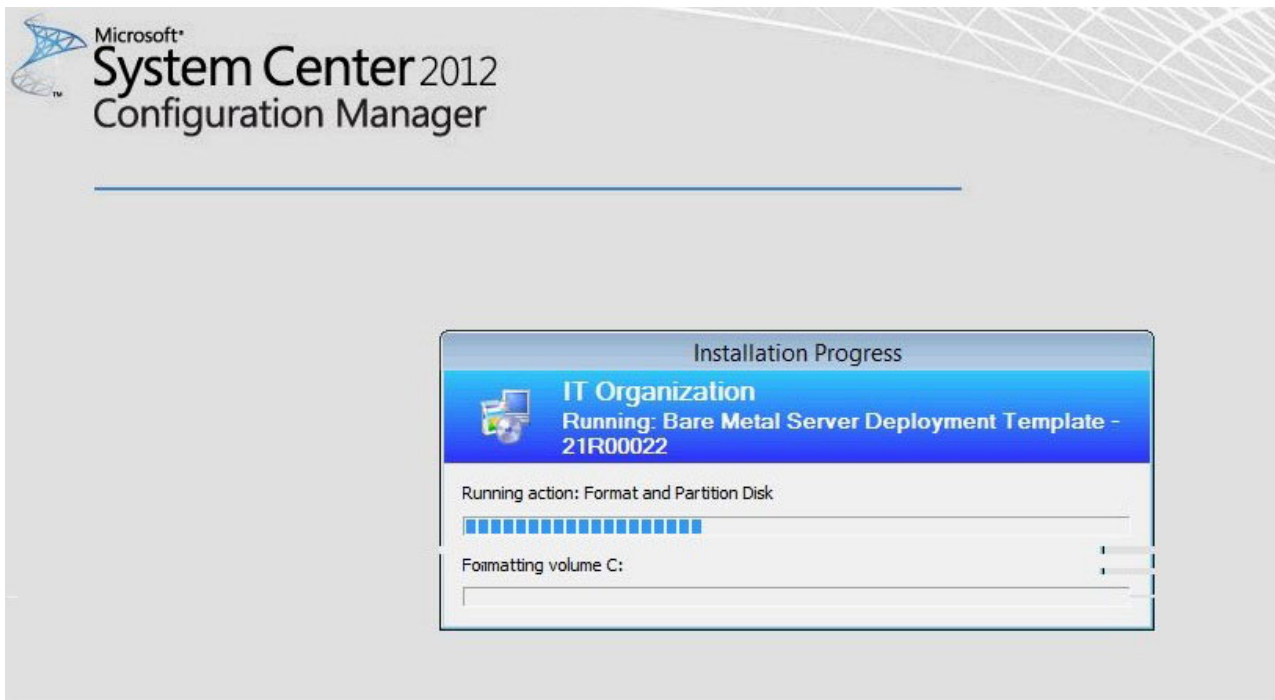 Microsoft®
System Center 2012
Configuration Manager
TM
Installation Progress
IT Organization
Running: Bare Metal Server Deployment Template -
21R00022
Running action: Format and Partition Disk
Formatting volume C: